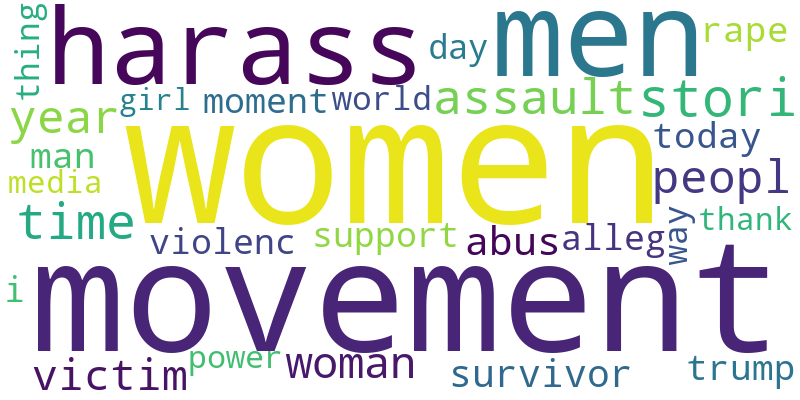 thing
harass
men
day
rape
year
girl
moment
world
assault
stori
man
women
today
media
peopl
time
violenc
support
abus
alleg
way
thank
i
movement
victim
power
woman
survivor
trump